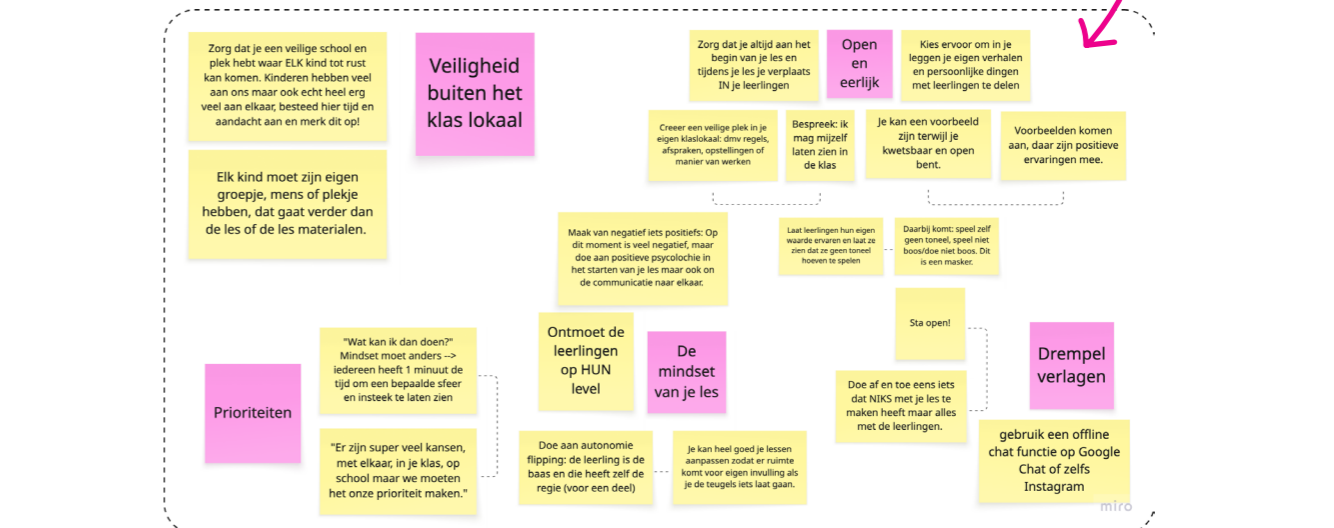 Zorg dat je een veilige school en
plek hebt waar ELK kind tot rust
kan komen. Kinderen hebben veel
aan ons maar ook echt heel erg
veel aan elkaar, besteed hier tijd en
aandacht aan en merk dit op!
Veiligheid
buiten het
klas lokaal
Elk kind moet zijn eigen
groepje, mens of plekje
hebben, dat gaat verder dan
de les of de les materialen.
Zorg dat je altijd aan het
begin van je les en
tijdens je les je verplaats
IN je leerlingen
Open
en
eerlijk
Kies ervoor om in je
leggen je eigen verhalen
en persoonlijke dingen
met leerlingen te delen
Creeer een veilige plek in je
eigen klaslokaal: dmv regels,
afspraken, opstellingen of
manier van werken
Bespreek: ik
mag mijzelf
laten zien in
de klas
Je kan een voorbeeld
zijn terwijl je
kwetsbaar en open
bent.
Voorbeelden komen
aan, daar zijn positieve
ervaringen mee.
Laat leerlingen hun eigen
waarde ervaren en laat ze
zien dat ze geen toneel
hoeven te spelen
Daarbij komt: speel zelf
geen toneel, speel niet
boos/doe niet boos. Dit
is een masker.
Maak van negatief iets positiefs: Op
dit moment is veel negatief, maar
doe aan positive psycolochie in
het starten van je les maar ook on
de communicatie naar elkaar.
Ontmoet de
leerlingen
op HUN
level
De
mindset
van je les
Doe aan autonomie
flipping: de leerling is de
baas en die heeft zelf de
regie (voor een deel)
Je kan heel goed je lessen
aanpassen zodat er ruimte
komt voor eigen invulling als
je de teugels iets laat gaan.
Prioriteiten
"Wat kan ik dan doen?"
Mindset moet anders -->
iedereen heeft 1 minuut de
tijd om een bepaalde sfeer
en insteek te laten zien
"Er zijn super veel kansen,
met elkaar, in je klas, op
school maar we moeten
het onze prioriteit maken."
Sta open!
Drempel
verlagen
Doe af en toe eens iets
dat NIKS met je les te
maken heeft maar alles
met de leerlingen.
gebruik een offline
chat functie op Google
Chat of zelfs
Instagram
miro